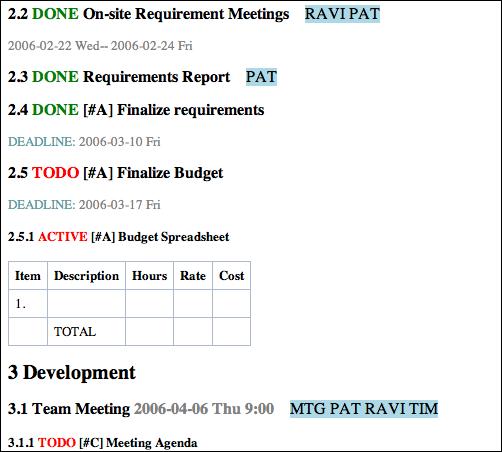 2.2 DONE On-site Requirement Meetings RAVI PAT
2006-02-22 Wed-- 2006-02-24 Fri
2.3 DONE Requirements Report PAT
2.4 DONE [#A] Finalize requirements
DEADLINE: 2006-03-10 Fri
2.5 TODO [#A] Finalize Budget
DEADLINE: 2006-03-17 Fri
2.5.1 ACTIVE [#A] Budget Spreadsheet
Item Description Hours Rate Cost
1.
TOTAL
3 Development
3.1 Team Meeting 2006-04-06 Thu 9:00 MTG PAT RAVI TIM
3.1.1 TODO [#C] Meeting Agenda